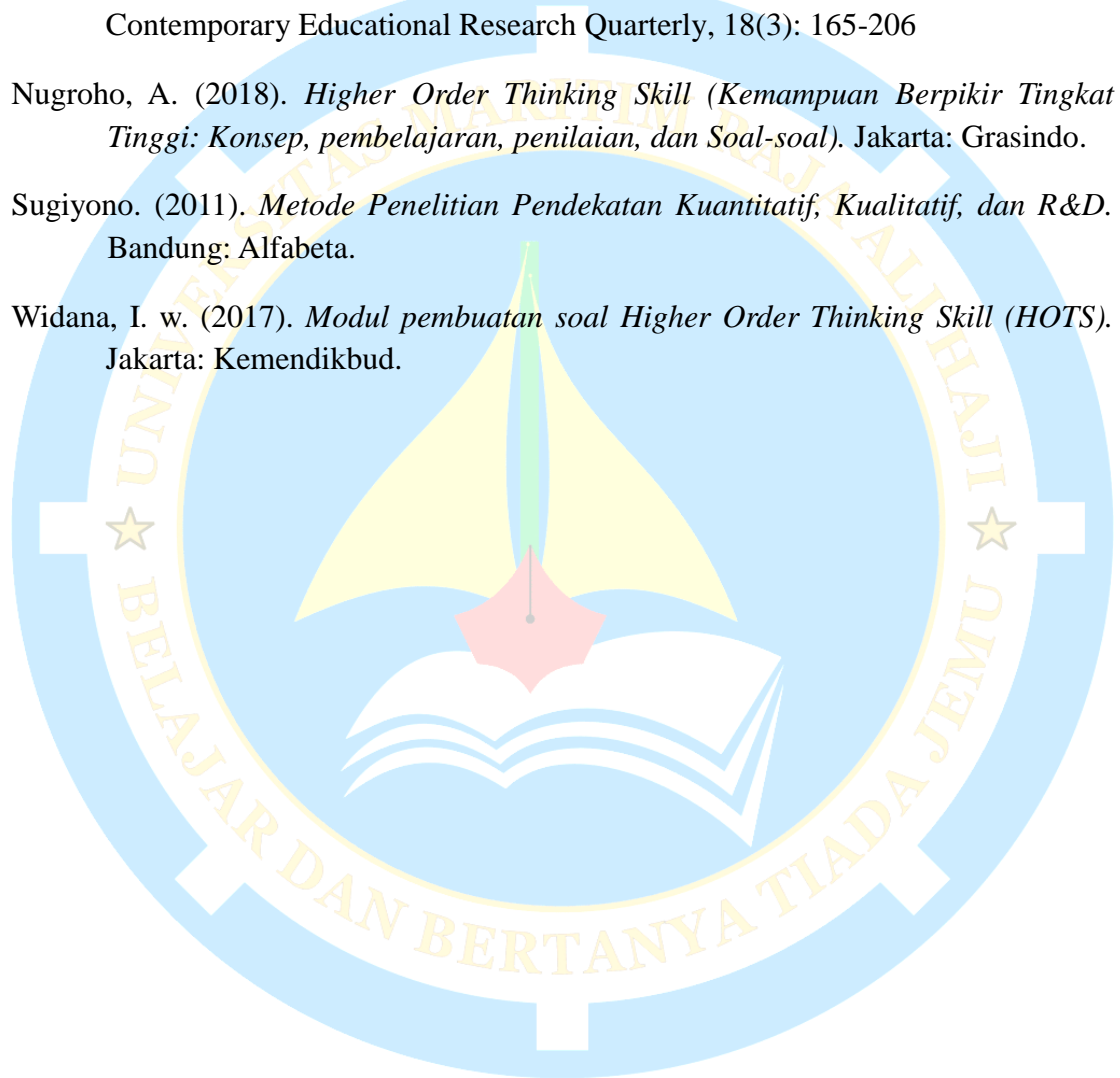 Contemporary Educational Research Quarterly, 18(3): 165-206
Nugroho, A. (2018). Higher Order Thinking Skill (Kemampuan Berpikir Tingkat
Tinggi: Konsep, pembelajaran, penilaian, dan Soal-soal). Jakarta: Grasindo.
Sugiyono. (2011). Metode Penelitian Pendekatan Kuantitatif, Kualitatif, dan R&D.
Bandung: Alfabeta.
Widana, I. w. (2017). Modul pembuatan soal Higher Order Thinking Skill (HOTS).
Jakarta: Kemendikbud.
UNIVERSITAS MARITIM RAJA ALI HAJI
BELAJAR DAN BERTANYA TIADA JEMU